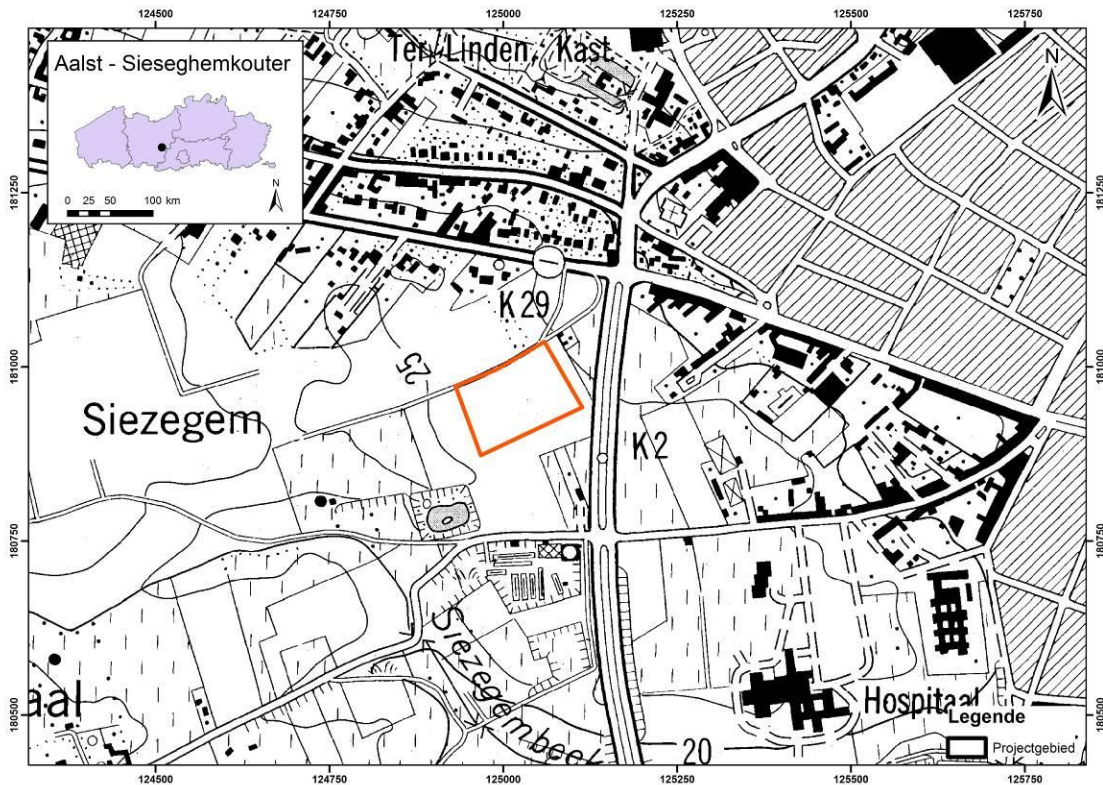 124500 124750 125000 125250 125500 125750
Aalst - Sieseghemkouter
0 25 50 100 km
N
Ter Linden, Kast.
N
181250
181250
K 29
181000
25
181000
Siezegem
K 2
180750
180750
Siezegembeek
aal
Hospitaal
180500
180500
Legende
20
Projectgebied
124500 124750 125000 125250 125500 125750